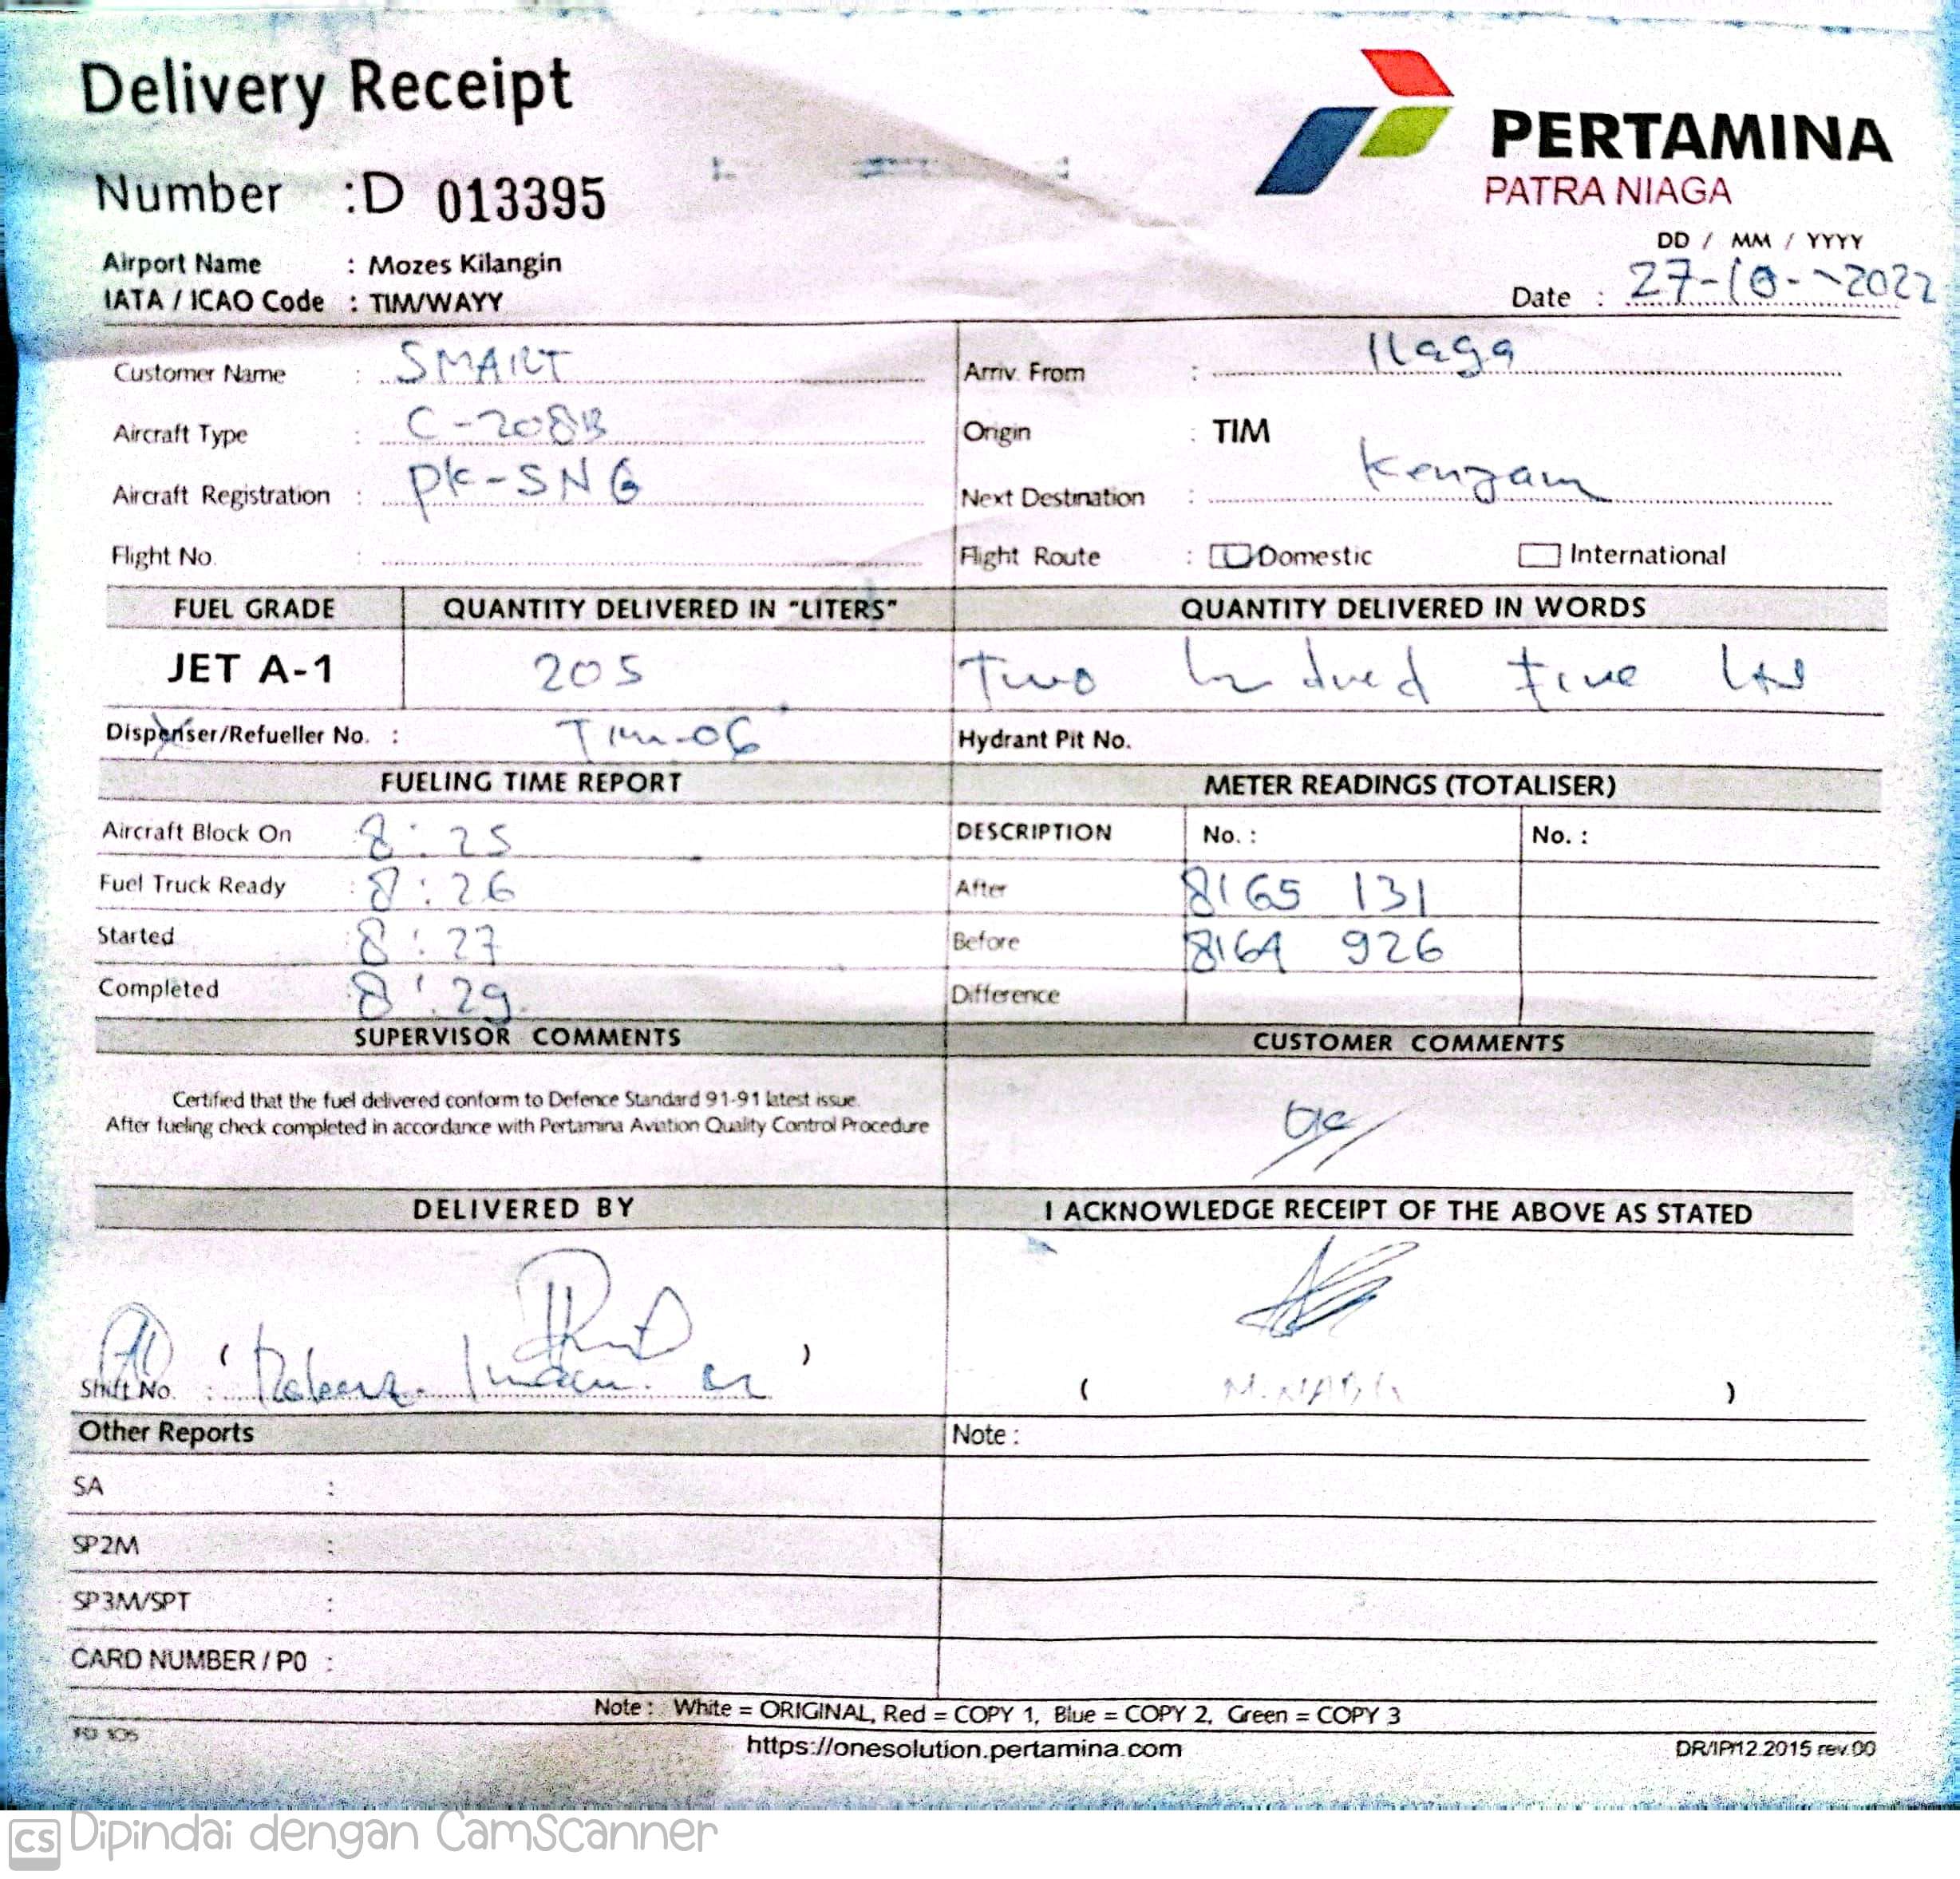 Delivery Receipt
PERTAMINA
PATRA NIAGA
Number :D 013395
DD / MM / YYYY
Airport Name : Mozes Kilangin
Date : 27-10-2022
IATA / ICAO Code : TIM/WAYY
Customer Name : SMART
Arriv. From : Ilaga
Aircraft Type : C-208B
Origin : TIM
Aircraft Registration : PK-SNG
Next Destination :
Flight No. :
Flight Route : Domestic International
FUEL GRADE QUANTITY DELIVERED IN "LITERS" QUANTITY DELIVERED IN WORDS
JET A-1 205 Two hundred five ltr
Dispenser/Refueller No. : TIM-06 Hydrant Pit No.
FUELING TIME REPORT METER READINGS (TOTALISER)
Aircraft Block On 8:25 DESCRIPTION No. : No. :
Fuel Truck Ready : 8:26 After 8165 131
Started : 8:27 Before 8164 926
Completed 8:29 Difference
SUPERVISOR COMMENTS CUSTOMER COMMENTS
Certified that the fuel delivered conform to Defence Standard 91-91 latest issue.
After fueling check completed in accordance with Pertamina Aviation Quality Control Procedure
OK
DELIVERED BY I ACKNOWLEDGE RECEIPT OF THE ABOVE AS STATED
( )
Shift No. :
( )
Other Reports Note :
SA :
SP2M :
SP3M/SPT :
CARD NUMBER / PO :
Note : White = ORIGINAL, Red = COPY 1, Blue = COPY 2, Green = COPY 3
https://onesolution.pertamina.com
DR/IP/12.2015 rev.00
CS Dipindai dengan CamScanner